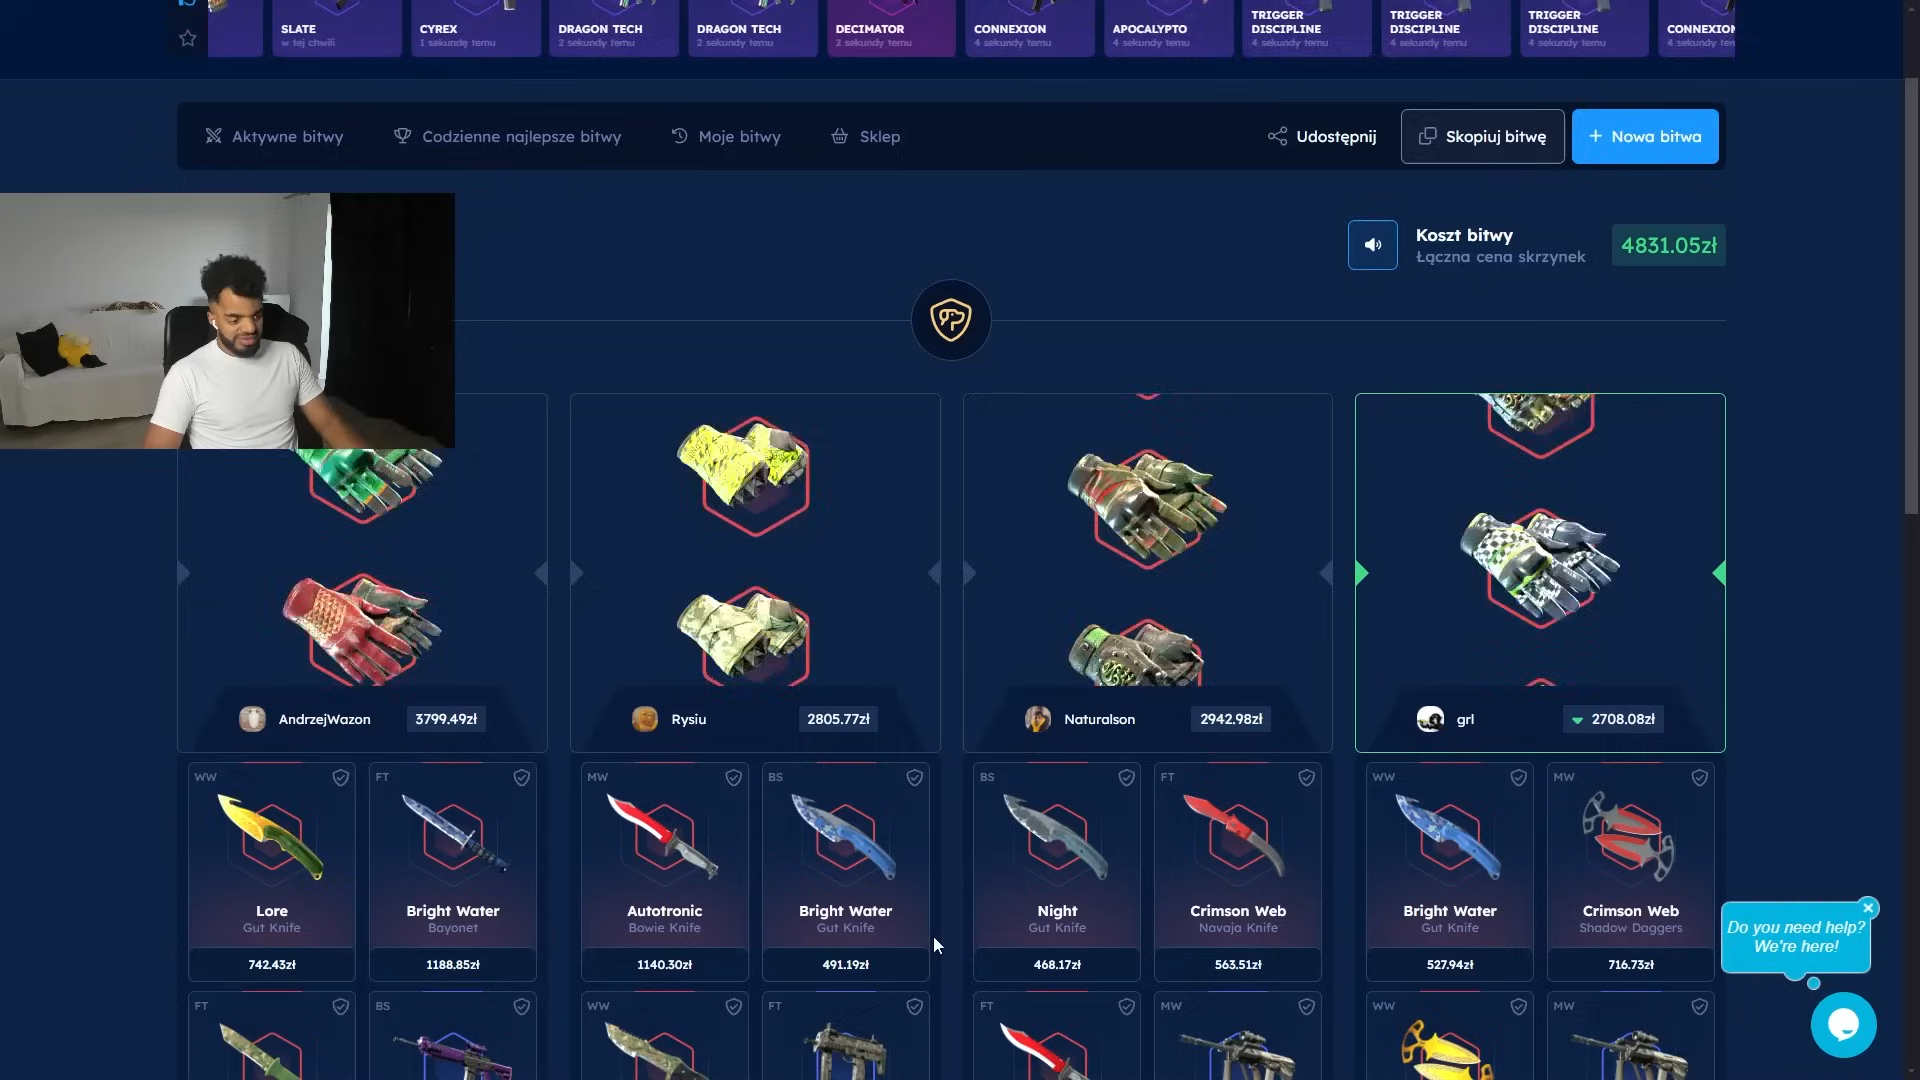 SLATE
w tej chwili
CYREX
1 sekundę temu
DRAGON TECH
2 sekundy temu
DRAGON TECH
2 sekundy temu
DECIMATOR
2 sekundy temu
CONNEXION
4 sekundy temu
APOCALYPTO
4 sekundy temu
TRIGGER
DISCIPLINE
4 sekundy temu
TRIGGER
DISCIPLINE
4 sekundy temu
TRIGGER
DISCIPLINE
4 sekundy temu
CONNEXION
4 sekundy tem
Aktywne bitwy
Codzienne najlepsze bitwy
Moje bitwy
Sklep
Udostępnij
Skopiuj bitwę
+ Nowa bitwa
Koszt bitwy
Łączna cena skrzynek
4831.05zł
AndrzejWazon
3799.49zł
Rysiu
2805.77zł
Naturalson
2942.98zł
grl
2708.08zł
WW
Lore
Gut Knife
742.43zł
FT
Bright Water
Bayonet
1188.85zł
MW
Autotronic
Bowie Knife
1140.30zł
BS
Bright Water
Gut Knife
491.19zł
BS
Night
Gut Knife
468.17zł
FT
Crimson Web
Navaja Knife
563.51zł
WW
Bright Water
Gut Knife
527.94zł
MW
Crimson Web
Shadow Daggers
716.73zł
FT
BS
WW
FT
FT
MW
WW
MW
Do you need help?
We're here!